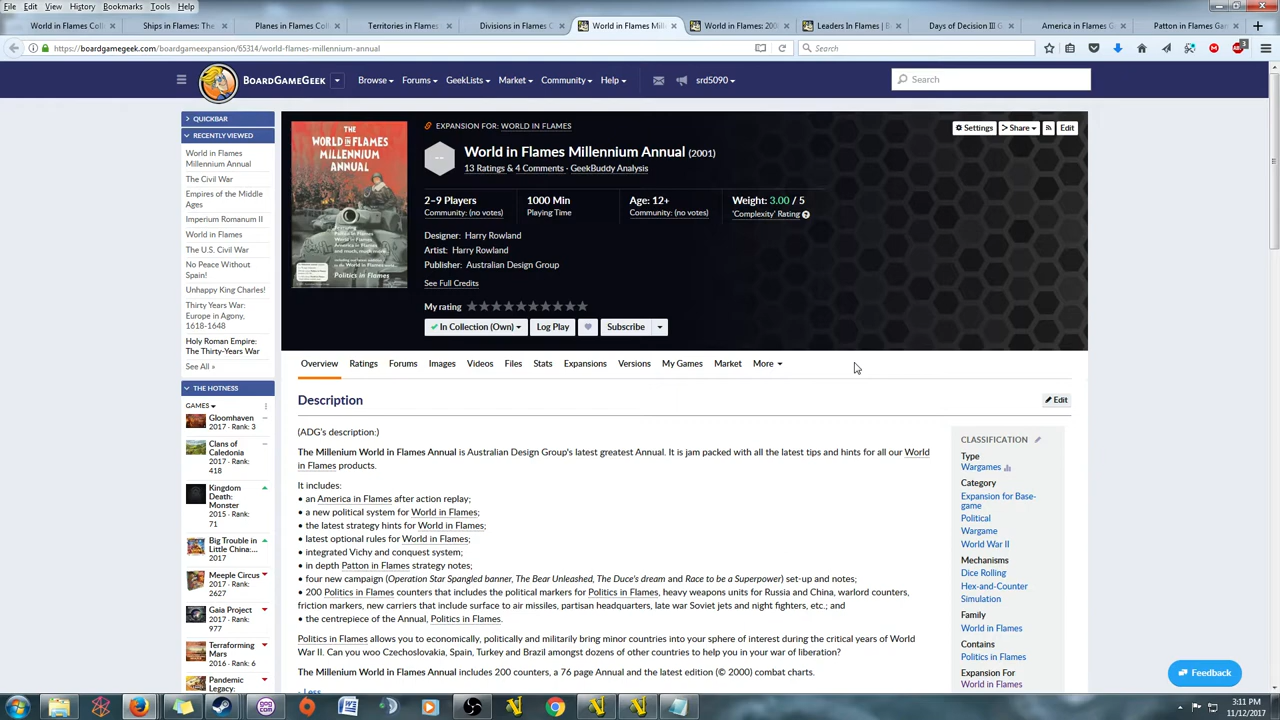 File Edit View History Bookmarks Tools Help
World in Flames Coll
Ships in Flames: The
Planes in Flames Colle
Territories in Flames
Divisions in Flames
World in Flames Mill
World in Flames: 200
Leaders In Flames | B
Days of Decision III G
America in Flames G
Patton in Flames Gam
https://boardgamegeek.com/boardgameexpansion/65314/world-flames-millennium-annual
Search
BOARDGAMEGEEK
Browse Forums GeekLists Market Community Help
srd5090
Search
QUICKBAR
RECENTLY VIEWED
World in Flames
Millennium Annual
The Civil War
Empires of the Middle
Ages
Imperium Romanum II
World in Flames
The U.S. Civil War
No Peace Without
Spain!
Unhappy King Charles!
Thirty Years War:
Europe in Agony,
1618-1648
Holy Roman Empire:
The Thirty-Years War
See All »
THE HOTNESS
GAMES
Gloomhaven
2017 - Rank: 3
Clans of
Caledonia
2017 - Rank:
418
Kingdom
Death:
Monster
2015 - Rank:
71
Big Trouble in
Little China:...
2017
Meeple Circus
2017 - Rank:
2627
Gaia Project
2017 - Rank:
977
Terraforming
Mars
2016 - Rank: 6
Pandemic
Legacy:
THE
WORLD IN
FLAMES
MILLENNIUM
ANNUAL
Politics in Flames
EXPANSION FOR: WORLD IN FLAMES
Settings
Share
Edit
--
World in Flames Millennium Annual (2001)
13 Ratings & 4 Comments · GeekBuddy Analysis
2–9 Players
Community: (no votes)
1000 Min
Playing Time
Age: 12+
Community: (no votes)
Weight: 3.00 / 5
'Complexity' Rating
Designer: Harry Rowland
Artist: Harry Rowland
Publisher: Australian Design Group
See Full Credits
My rating
In Collection (Own)
Log Play
Subscribe
Overview Ratings Forums Images Videos Files Stats Expansions Versions My Games Market More
Description
Edit
(ADG's description:)
The Millenium World in Flames Annual is Australian Design Group's latest greatest Annual. It is jam packed with all the latest tips and hints for all our World
in Flames products.
It includes:
• an America in Flames after action replay;
• a new political system for World in Flames;
• the latest strategy hints for World in Flames;
• latest optional rules for World in Flames;
• integrated Vichy and conquest system;
• in depth Patton in Flames strategy notes;
• four new campaign (Operation Star Spangled banner, The Bear Unleashed, The Duce's dream and Race to be a Superpower) set-up and notes;
• 200 Politics in Flames counters that includes the political markers for Politics in Flames, heavy weapons units for Russia and China, warlord counters,
friction markers, new carriers that include surface to air missiles, partisan headquarters, late war Soviet jets and night fighters, etc.; and
• the centrepiece of the Annual, Politics in Flames.
Politics in Flames allows you to economically, politically and militarily bring minor countries into your sphere of interest during the critical years of World
War II. Can you woo Czechoslovakia, Spain, Turkey and Brazil amongst dozens of other countries to help you in your war of liberation?
The Millenium World in Flames Annual includes 200 counters, a 76 page Annual and the latest edition (© 2000) combat charts.
- Less
CLASSIFICATION
Type
Wargames
Category
Expansion for Base-
game
Political
Wargame
World War II
Mechanisms
Dice Rolling
Hex-and-Counter
Simulation
Family
World in Flames
Contains
Politics in Flames
Expansion For
World in Flames
Feedback
3:11 PM
11/12/2017